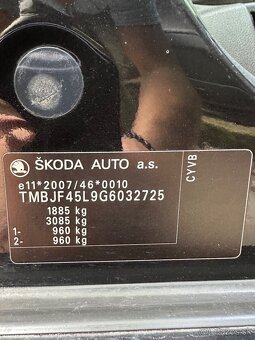 ŠKODA AUTO a.s.
e11*2007/46*0010
TMBJF45L9G6032725
1885 kg
3085 kg
1- 960 kg
2- 960 kg
CYVB